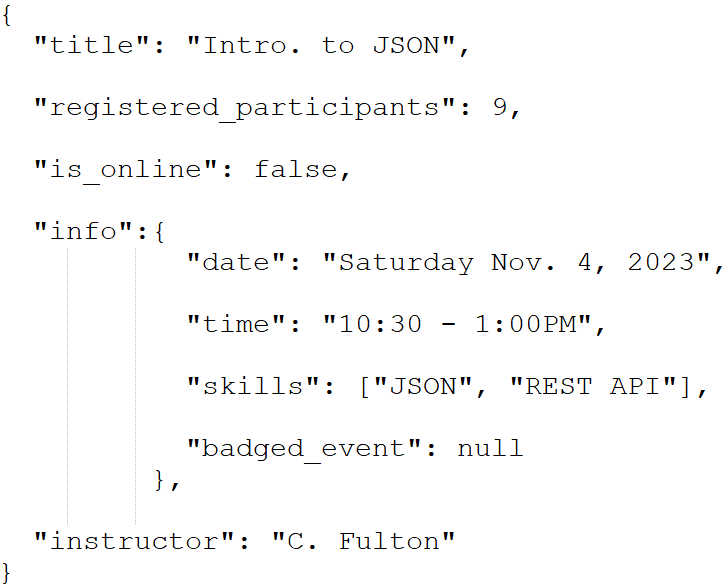 {
  "title": "Intro. to JSON",
  "registered_participants": 9,
  "is_online": false,
  "info":{
         "date": "Saturday Nov. 4, 2023",
         "time": "10:30 - 1:00PM",
         "skills": ["JSON", "REST API"],
         "badged_event": null
       },
  "instructor": "C. Fulton"
}